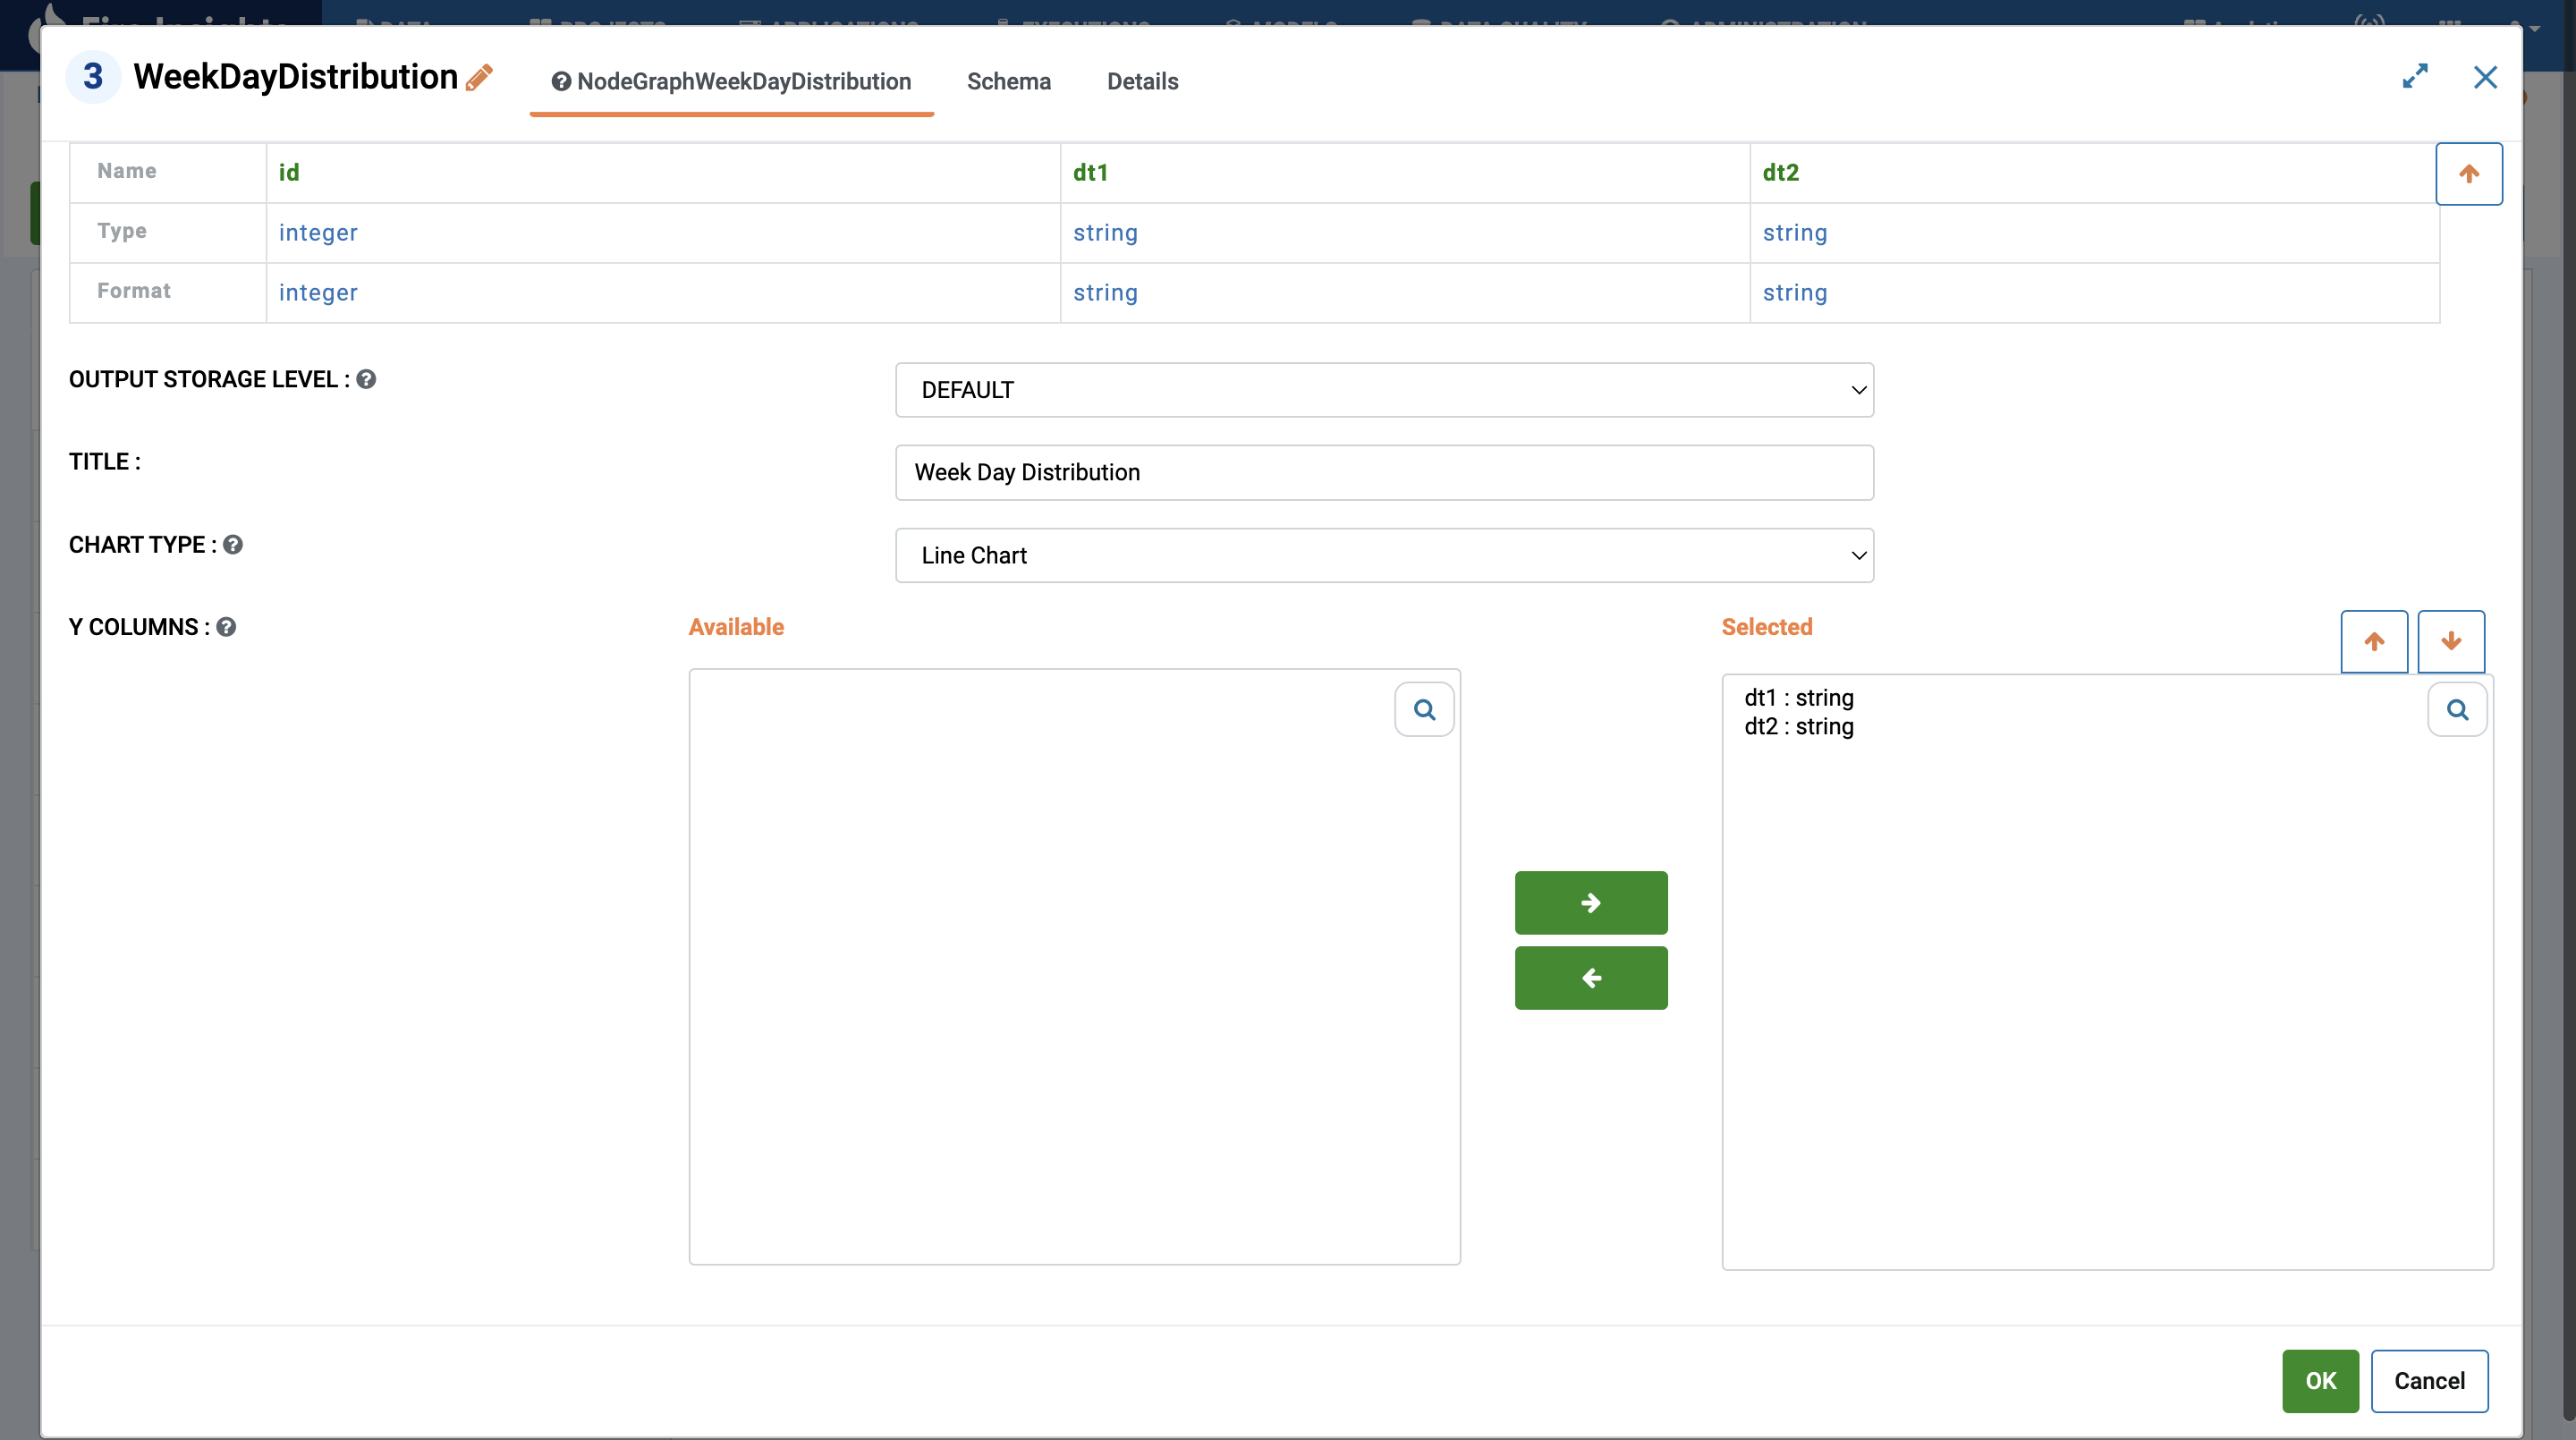 3 WeekDayDistribution NodeGraphWeekDayDistribution Schema Details
Name id dt1 dt2
Type integer string string
Format integer string string
OUTPUT STORAGE LEVEL : DEFAULT
TITLE : Week Day Distribution
CHART TYPE : Line Chart
Y COLUMNS : Available Selected
dt1 : string
dt2 : string
OK Cancel